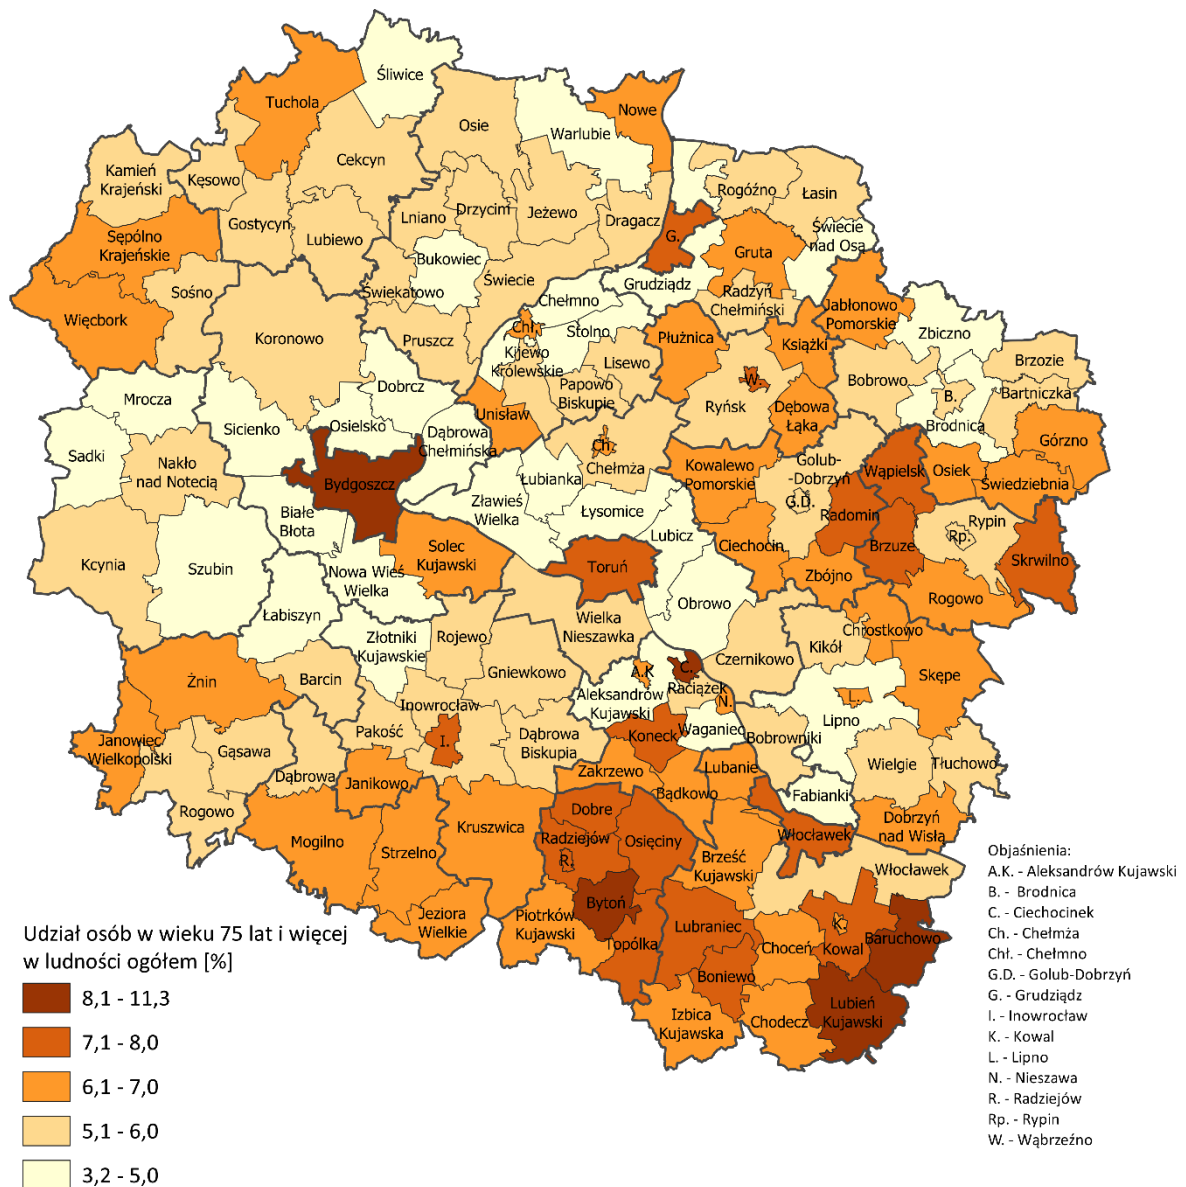 Śliwice
Tuchola
Nowe
Osie
Warlubie
Cekcyn
Kamień
Krajeński
Kęsowo
Rogóźno
Łasin
Lniano
Drzycim
Jeżewo
Dragacz
Gostycyn
Lubiewo
Świecie
nad Osą
G.
Sępólno
Krajeńskie
Gruta
Bukowiec
Świecie
Grudziądz
Sośno
Świekatowo
Radzyń
Chełmiński
Chełmno
Jabłonowo
Pomorskie
Więcbork
Chł.
Stolno
Zbiczno
Koronowo
Pruszcz
Płużnica
Książki
Kijewo
Królewskie
Lisewo
Brzozie
W.
Bobrowo
Papowo
Biskupie
Dobrcz
Mrocza
B.
Bartniczka
Unisław
Ryńsk
Dębowa
Łąka
Brodnica
Sicienko
Osielsko
Dąbrowa
Chełmińska
Górzno
Ch.
Sadki
Nakło
nad Notecią
Chełmża
Kowalewo
Pomorskie
Golub-
-Dobrzyń
Wąpielsk
Osiek
Bydgoszcz
Łubianka
Świedziebnia
Zławieś
Wielka
G.D.
Białe
Błota
Łysomice
Radomin
Rypin
Lubicz
Rp.
Solec
Kujawski
Ciechocin
Brzuze
Kcynia
Szubin
Toruń
Skrwilno
Nowa Wieś
Wielka
Zbójno
Rogowo
Obrowo
Łabiszyn
Wielka
Nieszawka
Złotniki
Kujawskie
Rojewo
Chrostkowo
Kikół
Czernikowo
Gniewkowo
A.K
C.
Skępe
Żnin
Barcin
Raciążek
Aleksandrów
Kujawski
N.
L.
Inowrocław
Lipno
Pakość
Waganiec
Koneck
Dąbrowa
Biskupia
Bobrowniki
Janowiec
Wielkopolski
I.
Gąsawa
Tłuchowo
Wielgie
Zakrzewo
Lubanie
Dąbrowa
Janikowo
Bądkowo
Fabianki
Rogowo
Dobre
Dobrzyń
nad Wisłą
Kruszwica
Włocławek
Mogilno
Radziejów
Osięciny
Strzelno
R.
Brześć
Kujawski
Włocławek
Bytoń
Jeziora
Wielkie
Piotrków
Kujawski
Lubraniec
K.
Topólka
Choceń
Kowal
Baruchowo
Boniewo
Lubień
Kujawski
Izbica
Kujawska
Chodecz
Objaśnienia:
A.K. - Aleksandrów Kujawski
B. - Brodnica
C. - Ciechocinek
Ch. - Chełmża
Chł. - Chełmno
G.D. - Golub-Dobrzyń
G. - Grudziądz
I. - Inowrocław
K. - Kowal
L. - Lipno
N. - Nieszawa
R. - Radziejów
Rp. - Rypin
W. - Wąbrzeźno
Udział osób w wieku 75 lat i więcej
w ludności ogółem [%]
8,1 - 11,3
7,1 - 8,0
6,1 - 7,0
5,1 - 6,0
3,2 - 5,0